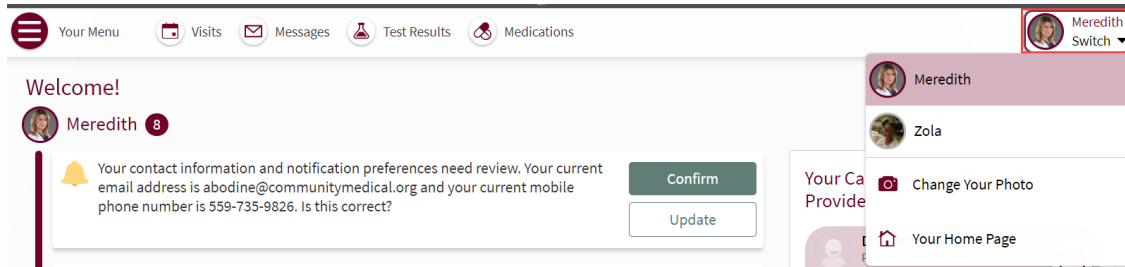 Your Menu
Visits
Messages
Test Results
Medications
Meredith
Switch
Welcome!
Meredith 8
Your contact information and notification preferences need review. Your current
email address is abodine@communitymedical.org and your current mobile
phone number is 559-735-9826. Is this correct?
Confirm
Update
Your Ca
Provide
Meredith
Zola
Change Your Photo
Your Home Page